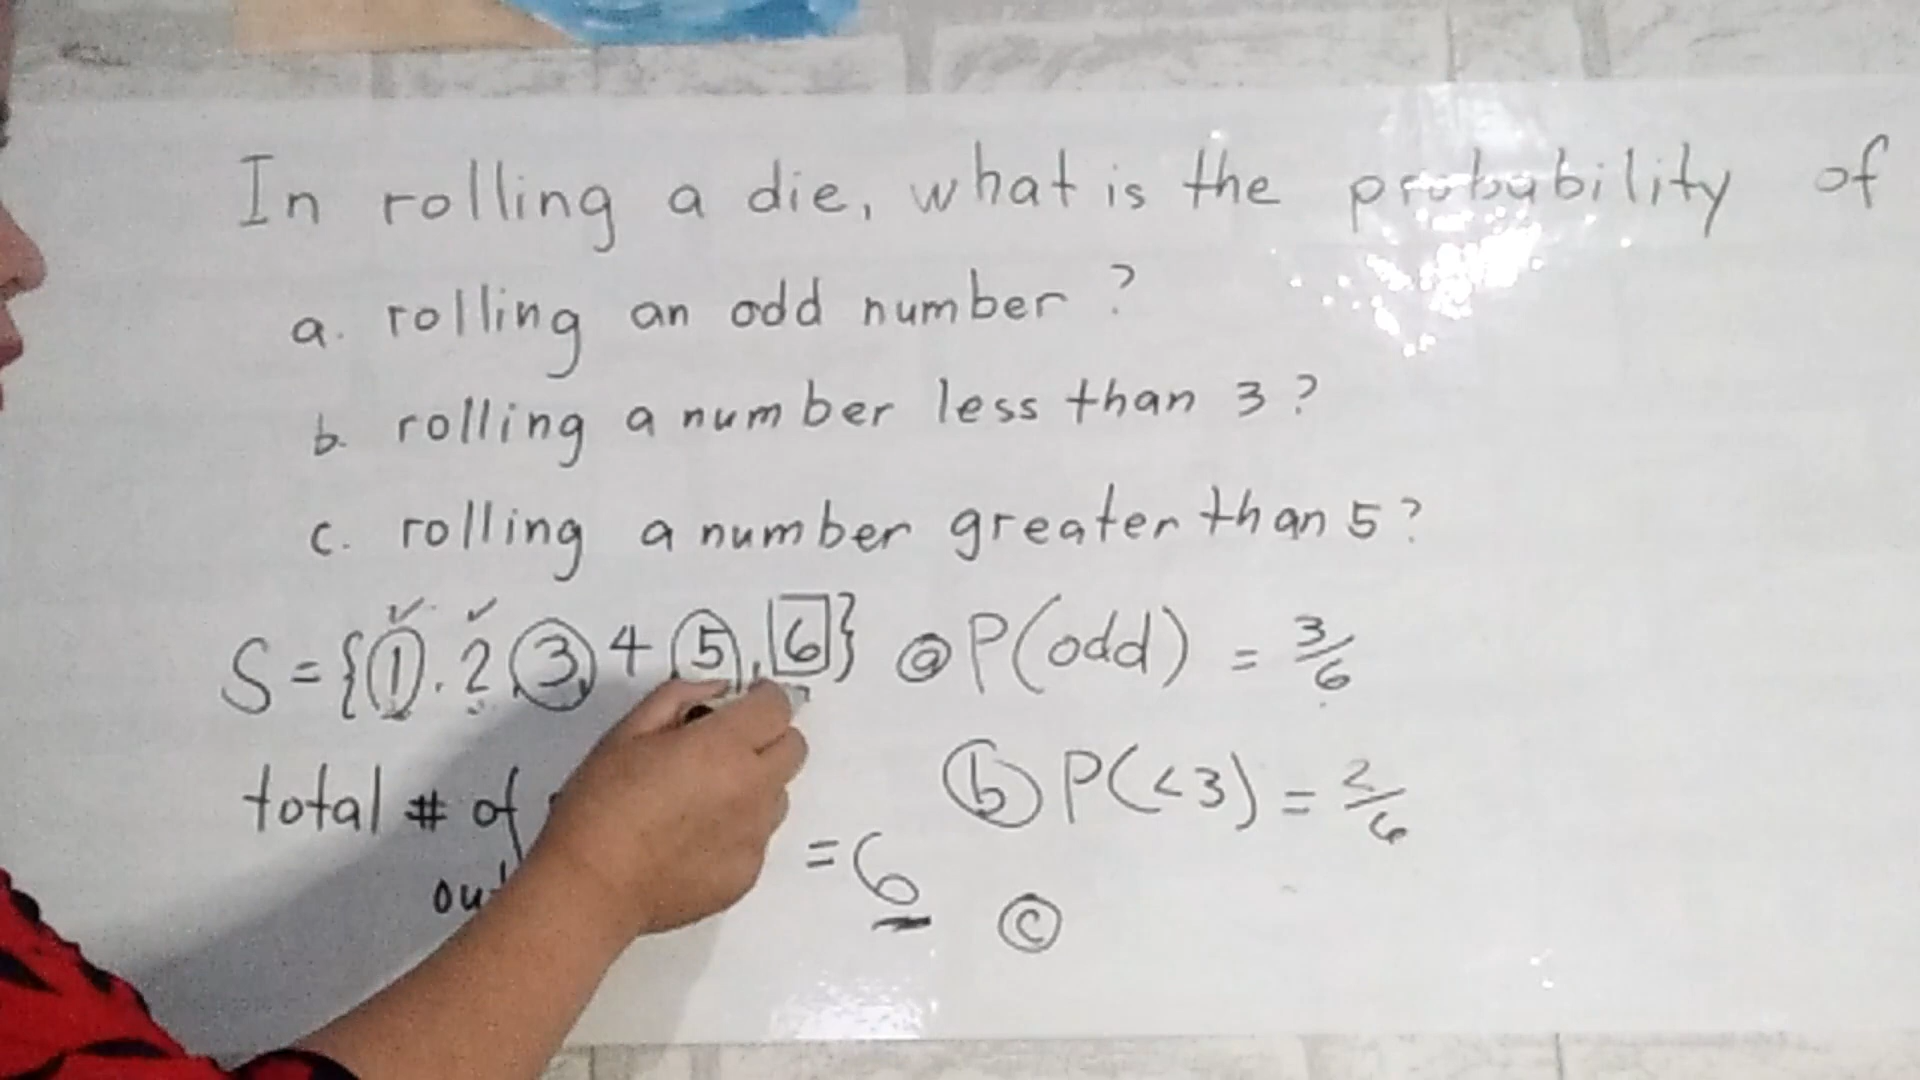 In rolling a die, what is the probability of
a. rolling an odd number?
b. rolling a number less than 3?
c. rolling a number greater than 5?
S = {1, 2, 3, 4, 5, 6} ⓐ P(odd) = 3/6
total # of
= 6
ⓑ P(<3) = 2/6
ⓒ